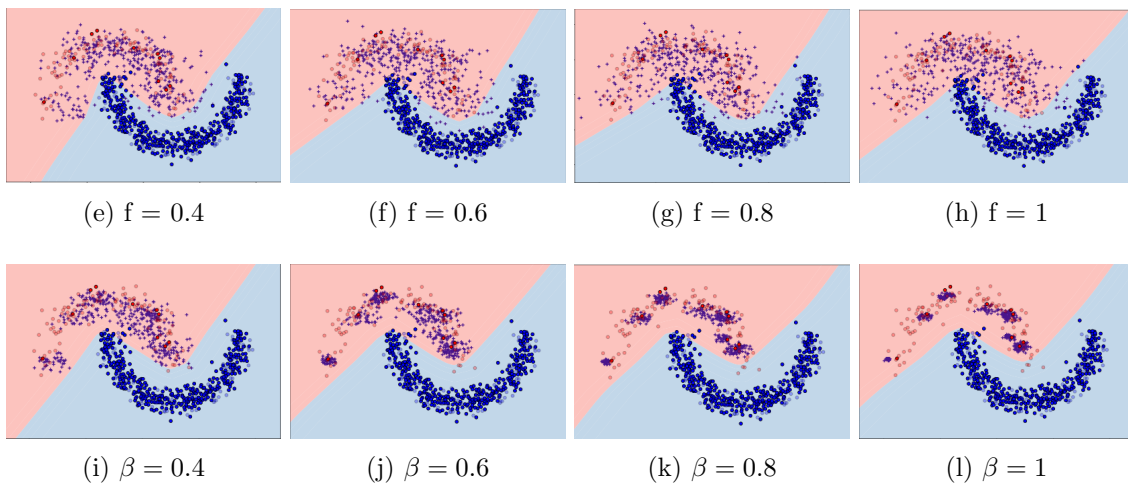 (e) f = 0.4
(f) f = 0.6
(g) f = 0.8
(h) f = 1
(i) β = 0.4
(j) β = 0.6
(k) β = 0.8
(l) β = 1